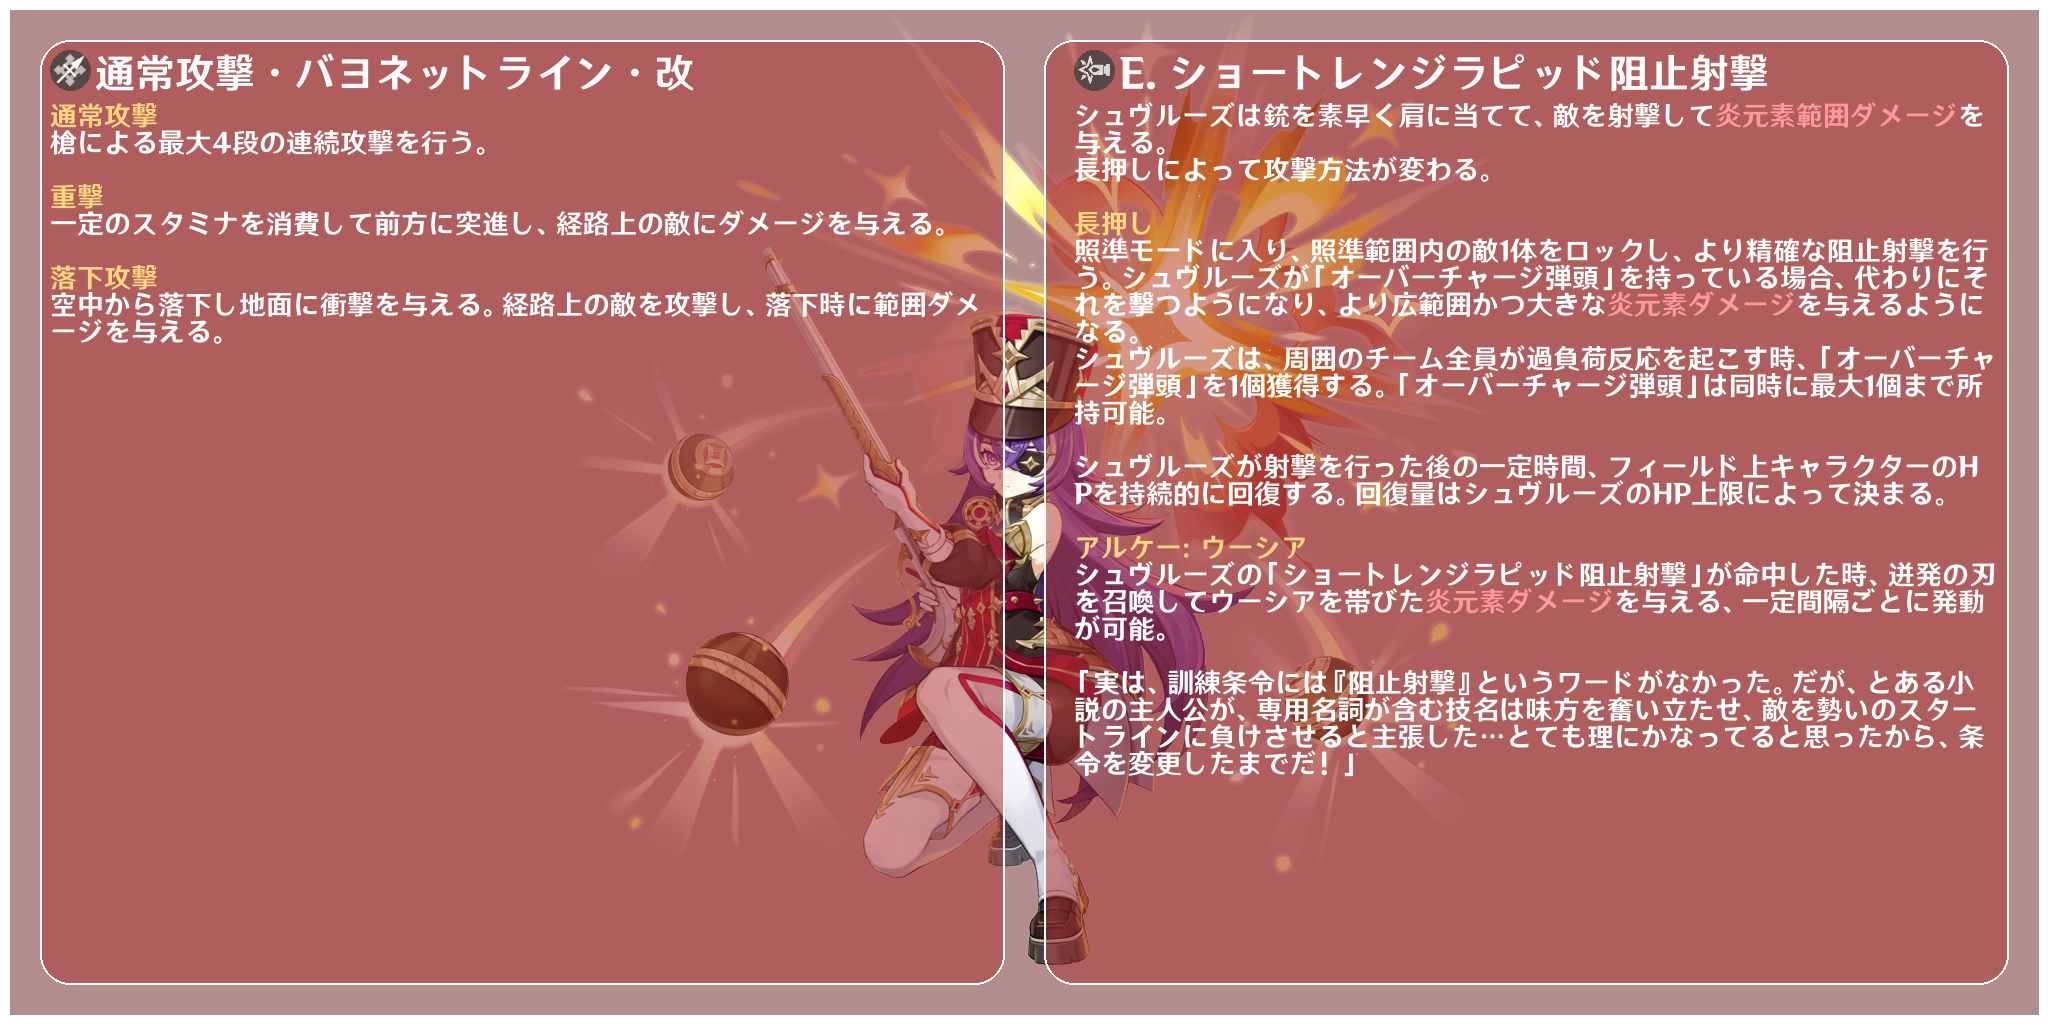 通常攻撃・バヨネットライン・改
通常攻撃
槍による最大4段の連続攻撃を行う。
重撃
一定のスタミナを消費して前方に突進し、経路上の敵にダメージを与える。
落下攻撃
空中から落下し地面に衝撃を与える。経路上の敵を攻撃し、落下時に範囲ダメ
ージを与える。
E. ショートレンジラピッド阻止射撃
シュヴルーズは銃を素早く肩に当てて、敵を射撃して炎元素範囲ダメージを
与える。
長押しによって攻撃方法が変わる。
長押し
照準モードに入り、照準範囲内の敵1体をロックし、より精確な阻止射撃を行
う。シュヴルーズが「オーバーチャージ弾頭」を持っている場合、代わりにそ
れを撃つようになり、より広範囲かつ大きな炎元素ダメージを与えるように
なる。
シュヴルーズは、周囲のチーム全員が過負荷反応を起こす時、「オーバーチャ
ージ弾頭」を1個獲得する。「オーバーチャージ弾頭」は同時に最大1個まで所
持可能。
シュヴルーズが射撃を行った後の一定時間、フィールド上キャラクターのH
Pを持続的に回復する。回復量はシュヴルーズのHP上限によって決まる。
アルケー: ウーシア
シュヴルーズの「ショートレンジラピッド阻止射撃」が命中した時、迸発の刃
を召喚してウーシアを帯びた炎元素ダメージを与える、一定間隔ごとに発動
が可能。
「実は、訓練条令には『阻止射撃』というワードがなかった。だが、とある小
説の主人公が、専用名詞が含む技名は味方を奮い立たせ、敵を勢いのスター
トラインに負けさせると主張した…とても理にかなってると思ったから、条
令を変更したまでだ！」